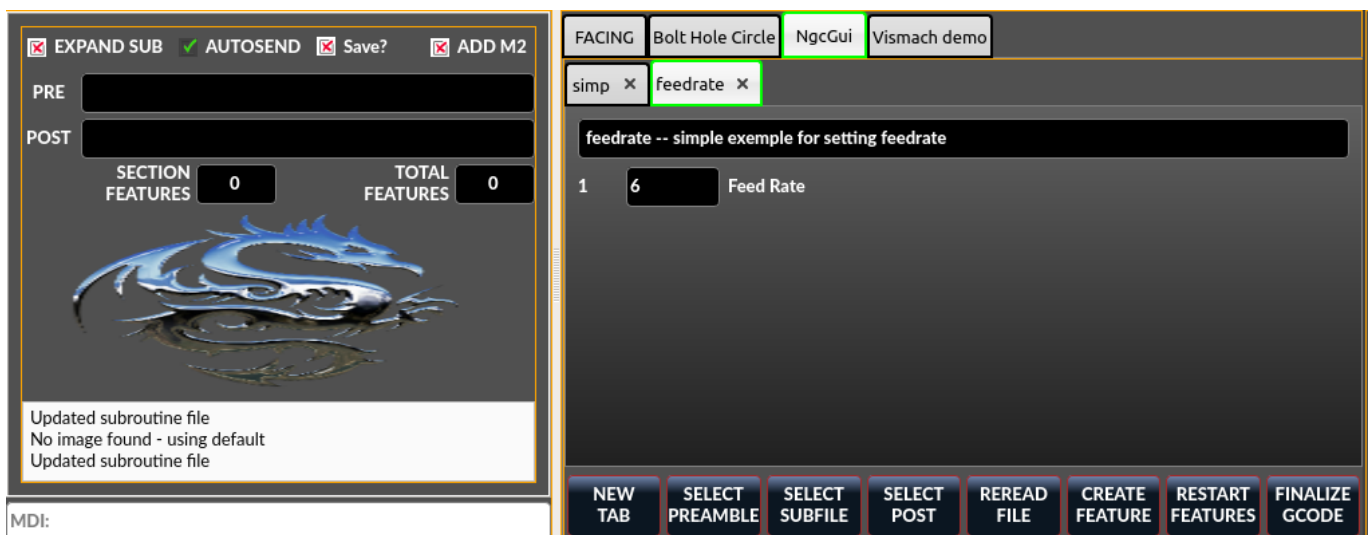 EXPAND SUB AUTOSEND Save? ADD M2
PRE
POST
SECTION
FEATURES
0
TOTAL
FEATURES
0
Updated subroutine file
No image found - using default
Updated subroutine file
MDI:
FACING Bolt Hole Circle NgcGui Vismach demo
simp × feedrate ×
feedrate -- simple exemple for setting feedrate
1 6 Feed Rate
NEW
TAB
SELECT
PREAMBLE
SELECT
SUBFILE
SELECT
POST
REREAD
FILE
CREATE
FEATURE
RESTART
FEATURES
FINALIZE
GCODE